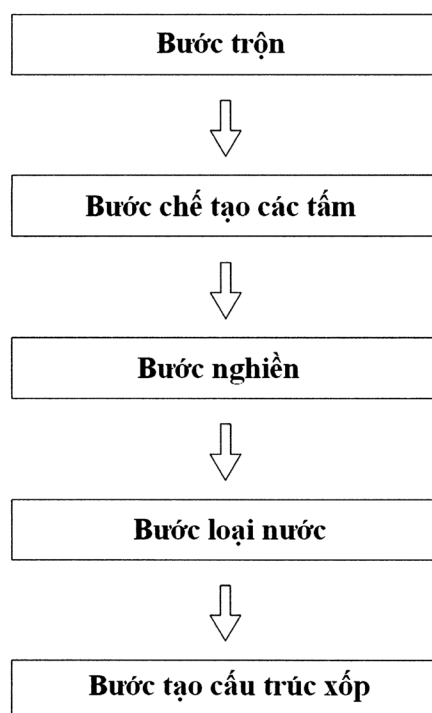 Bước trộn
Bước chế tạo các tấm
Bước nghiền
Bước loại nước
Bước tạo cấu trúc xốp